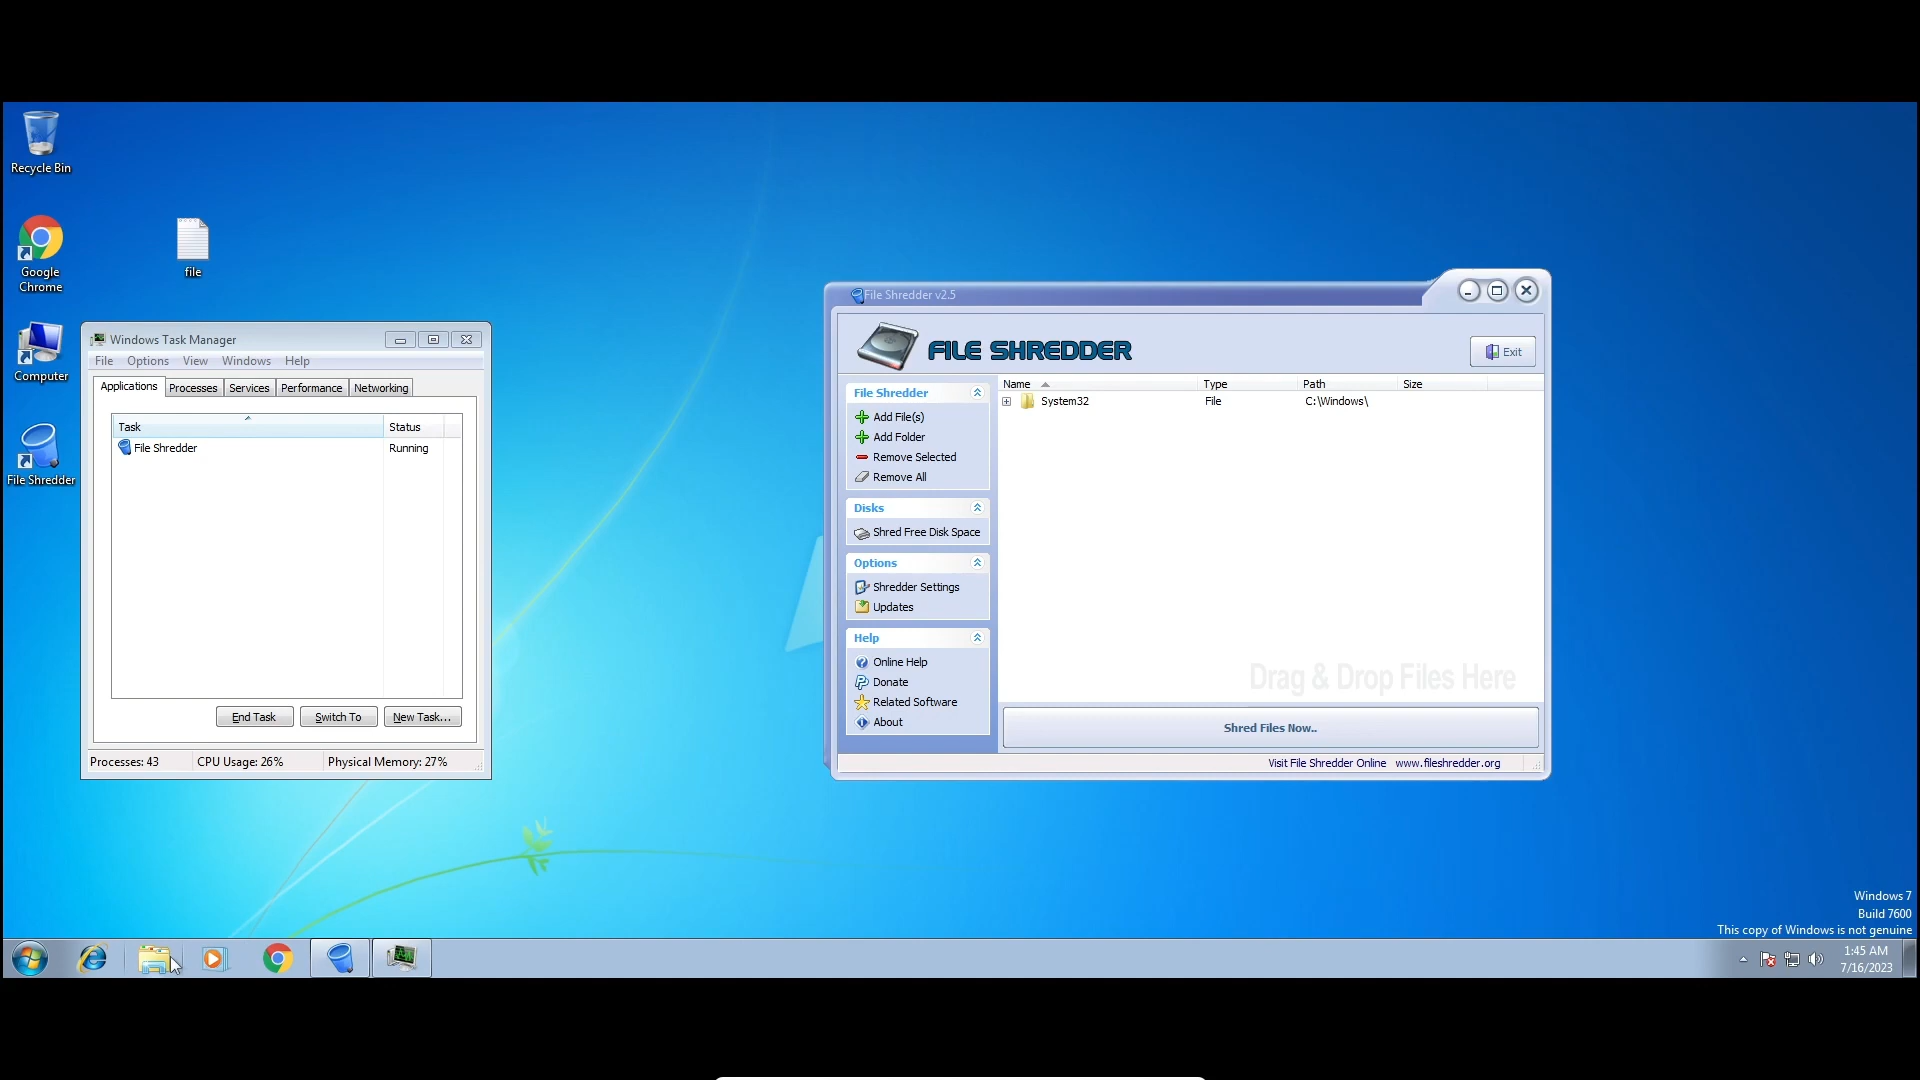 Recycle Bin
Google
Chrome
file
Computer
File Shredder
Windows Task Manager
File Options View Windows Help
Applications Processes Services Performance Networking
Task Status
File Shredder Running
End Task Switch To New Task...
Processes: 43 CPU Usage: 26% Physical Memory: 27%
File Shredder v2.5
FILE SHREDDER
Exit
File Shredder
Add File(s)
Add Folder
Remove Selected
Remove All
Disks
Shred Free Disk Space
Options
Shredder Settings
Updates
Help
Online Help
Donate
Related Software
About
Name Type Path Size
System32 File C:\Windows\
Drag & Drop Files Here
Shred Files Now..
Visit File Shredder Online www.fileshredder.org
Windows 7
Build 7600
This copy of Windows is not genuine
1:45 AM
7/16/2023